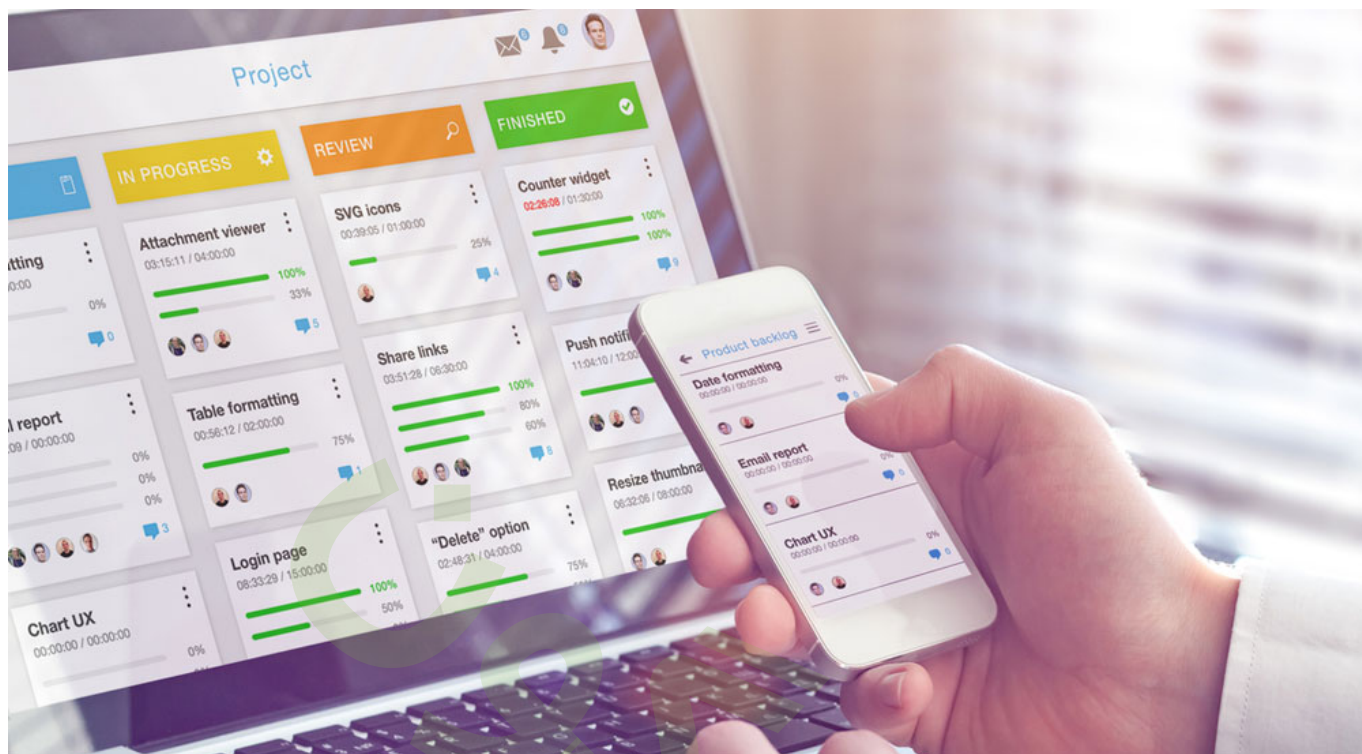 Project
6
8
IN PROGRESS
REVIEW
FINISHED
tting
0:00
0%
0
l report
:09 / 00:00:00
0%
0%
0%
3
Chart UX
00:00:00 / 00:00:00
0%
Attachment viewer
03:15:11 / 04:00:00
100%
33%
5
Table formatting
00:56:12 / 02:00:00
75%
1
Login page
08:33:29 / 15:00:00
100%
50%
SVG icons
00:39:05 / 01:00:00
25%
4
Share links
03:51:28 / 06:30:00
100%
80%
60%
8
"Delete" option
02:48:31 / 04:00:00
75%
Counter widget
02:26:08 / 01:30:00
100%
100%
9
Push notifi
11:04:10 / 12:00
Resize thumbna
06:32:06 / 08:00:00
Product backlog
Date formatting
00:00:00 / 00:00:00
0%
0
Email report
00:00:00 / 00:00:00
0%
0
Chart UX
00:00:00 / 00:00:00
0%
0